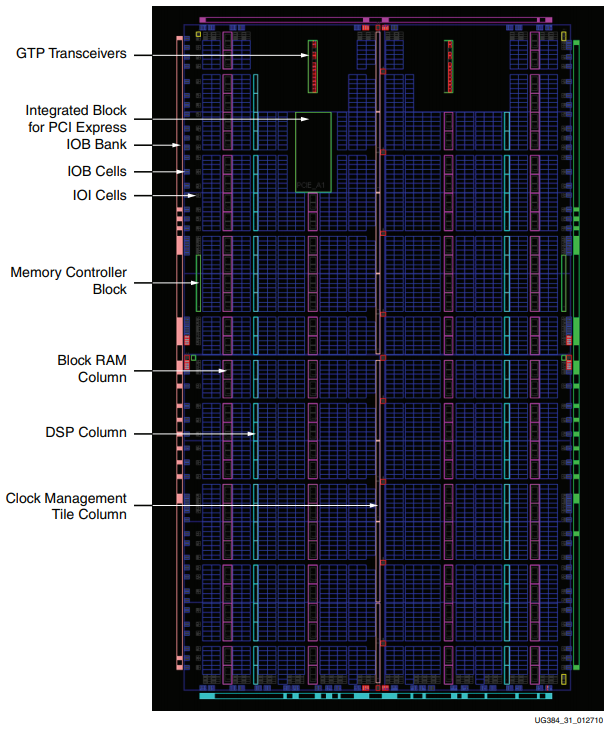 GTP Transceivers
Integrated Block
for PCI Express
IOB Bank
IOB Cells
IOI Cells
PCIE_A1
Memory Controller
Block
Block RAM
Column
DSP Column
Clock Management
Tile Column
UG384_31_012710